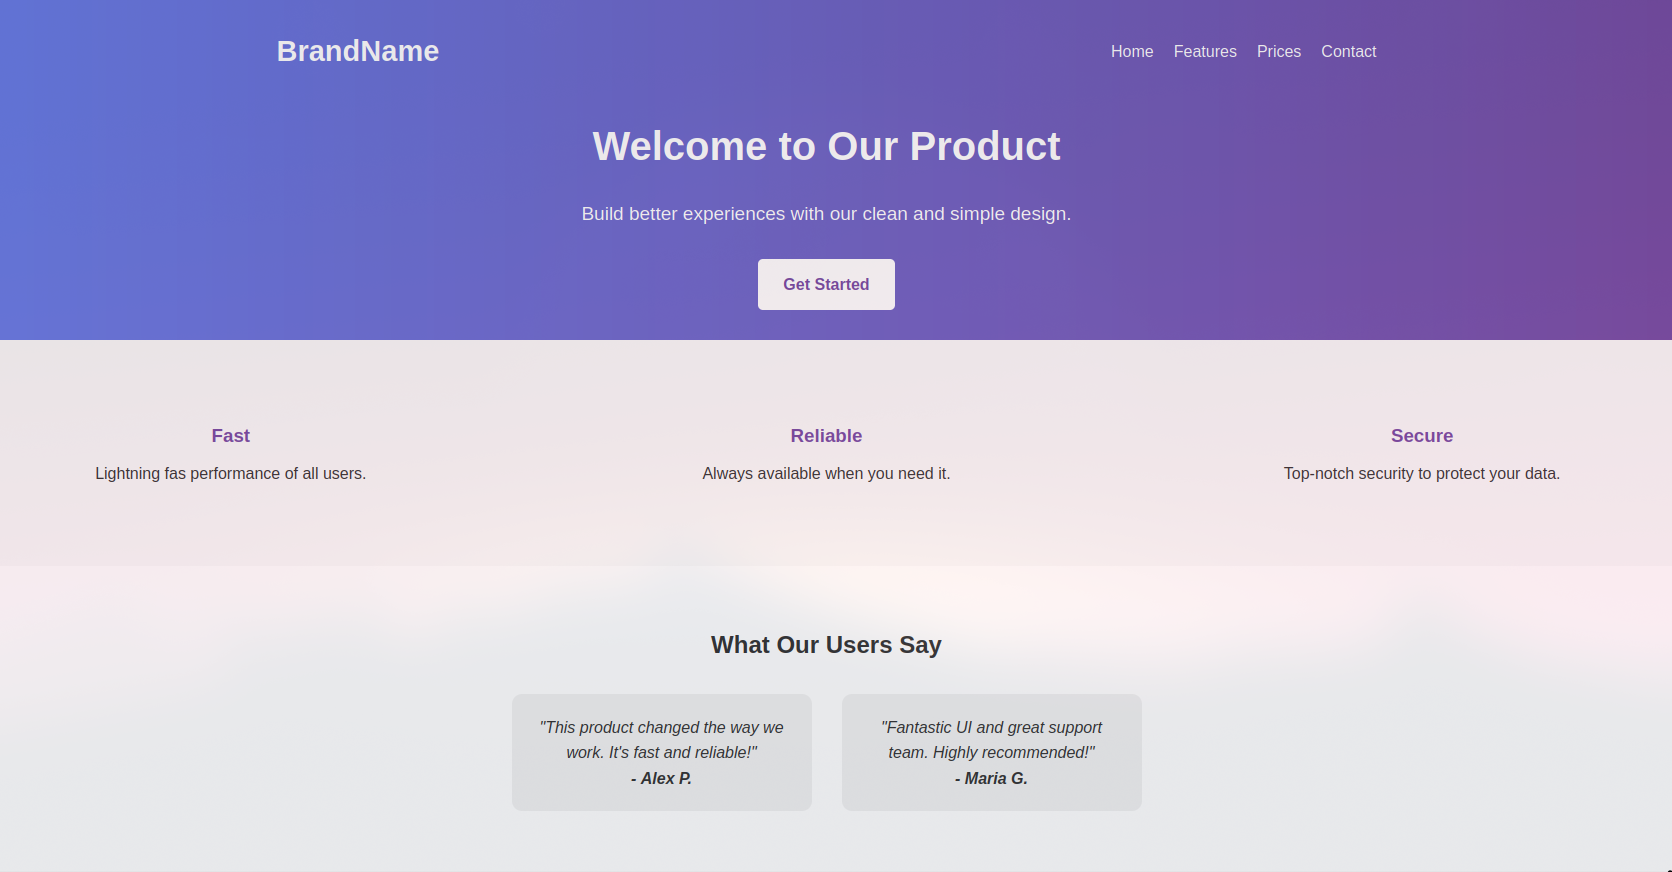 BrandName
Home Features Prices Contact
Welcome to Our Product
Build better experiences with our clean and simple design.
Get Started
Fast
Lightning fas performance of all users.
Reliable
Always available when you need it.
Secure
Top-notch security to protect your data.
What Our Users Say
"This product changed the way we
work. It's fast and reliable!"
- Alex P.
"Fantastic UI and great support
team. Highly recommended!"
- Maria G.